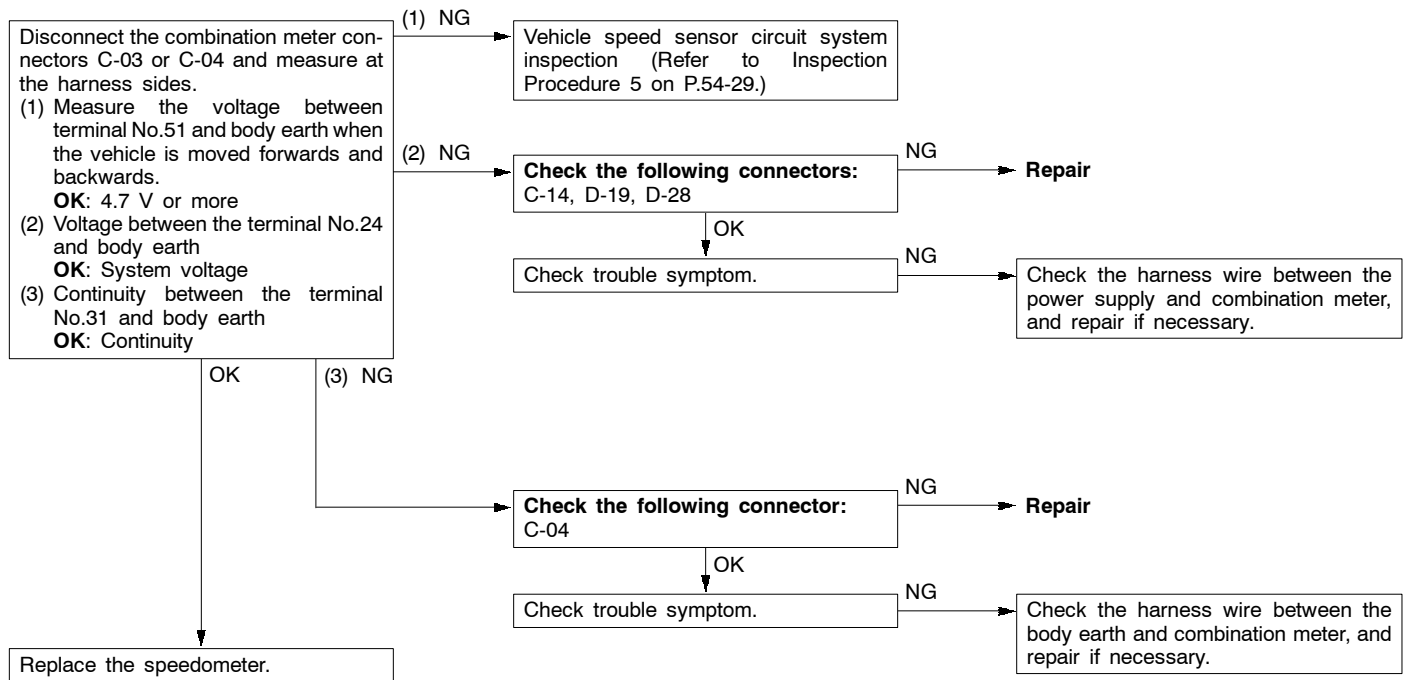 Disconnect the combination meter con-
nectors C-03 or C-04 and measure at
the harness sides.
(1) Measure the voltage between
terminal No.51 and body earth when
the vehicle is moved forwards and
backwards.
OK: 4.7 V or more
(2) Voltage between the terminal No.24
and body earth
OK: System voltage
(3) Continuity between the terminal
No.31 and body earth
OK: Continuity
(1) NG
Vehicle speed sensor circuit system
inspection (Refer to Inspection
Procedure 5 on P.54-29.)
(2) NG
Check the following connectors:
C-14, D-19, D-28
NG
Repair
OK
Check trouble symptom.
NG
Check the harness wire between the
power supply and combination meter,
and repair if necessary.
OK
(3) NG
Check the following connector:
C-04
NG
Repair
OK
Check trouble symptom.
NG
Check the harness wire between the
body earth and combination meter, and
repair if necessary.
Replace the speedometer.